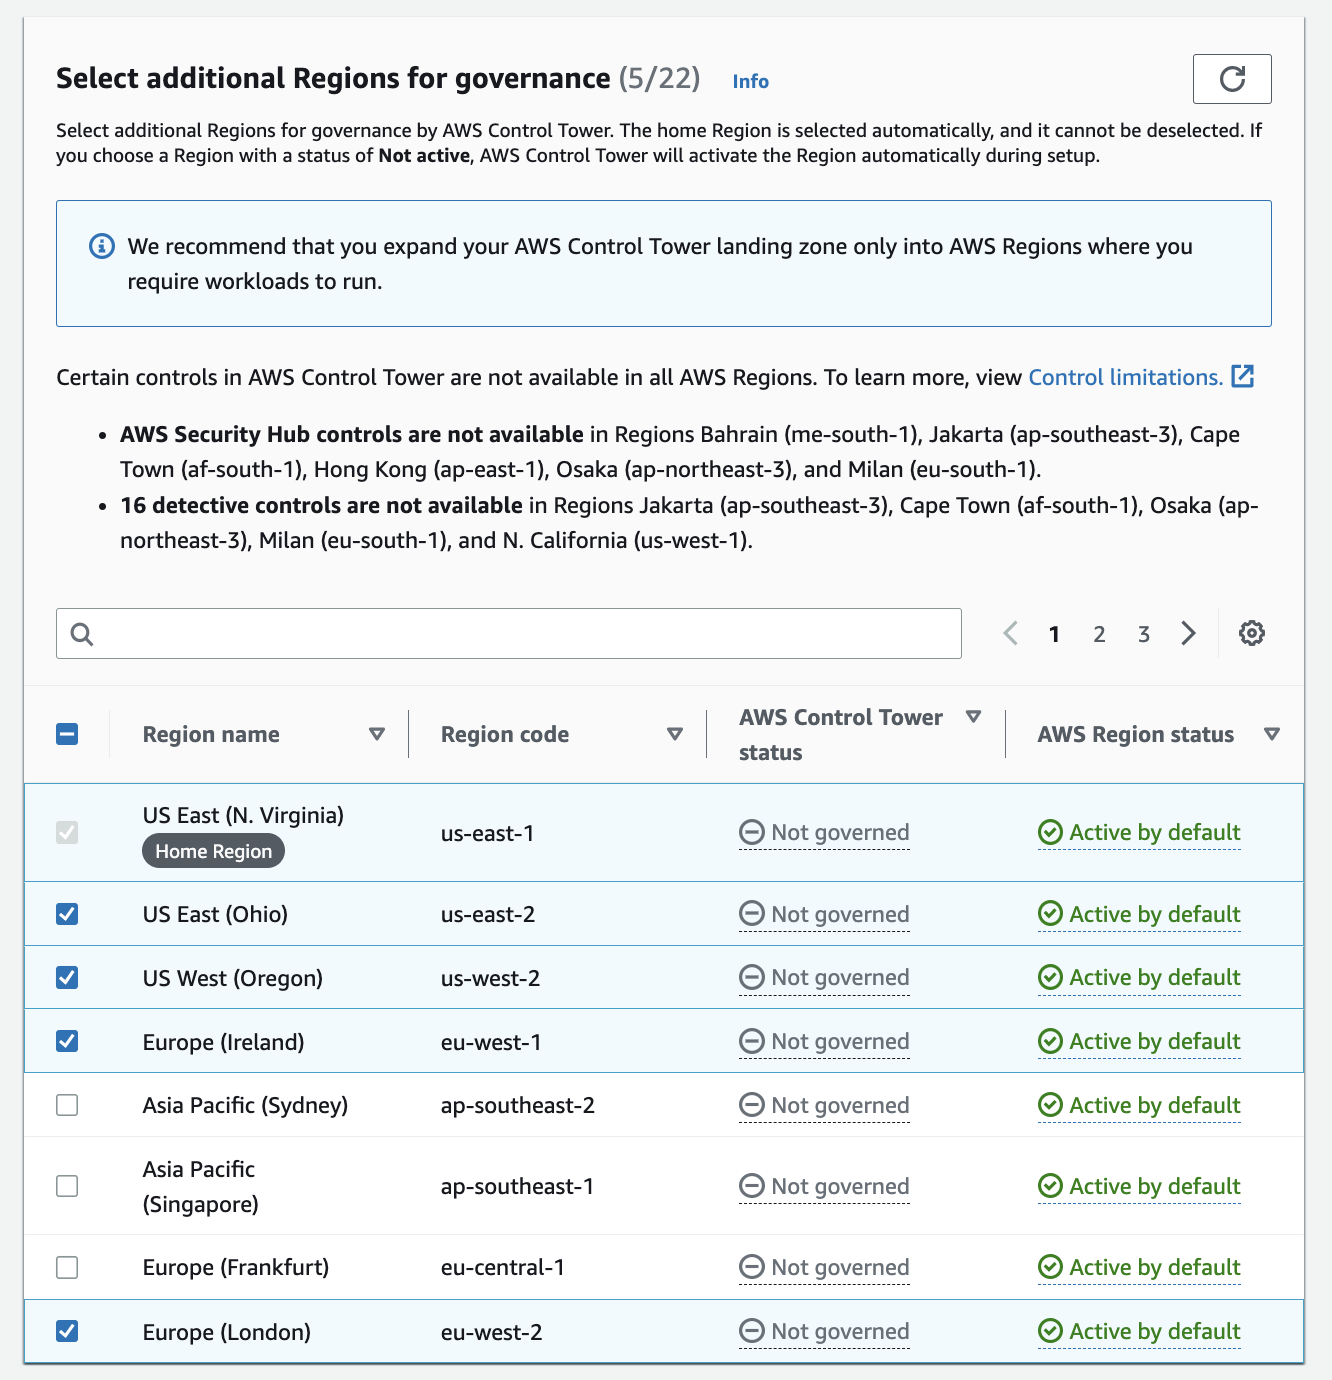 Select additional Regions for governance (5/22) Info
Select additional Regions for governance by AWS Control Tower. The home Region is selected automatically, and it cannot be deselected. If
you choose a Region with a status of Not active, AWS Control Tower will activate the Region automatically during setup.
We recommend that you expand your AWS Control Tower landing zone only into AWS Regions where you
require workloads to run.
Certain controls in AWS Control Tower are not available in all AWS Regions. To learn more, view Control limitations.
• AWS Security Hub controls are not available in Regions Bahrain (me-south-1), Jakarta (ap-southeast-3), Cape
Town (af-south-1), Hong Kong (ap-east-1), Osaka (ap-northeast-3), and Milan (eu-south-1).
• 16 detective controls are not available in Regions Jakarta (ap-southeast-3), Cape Town (af-south-1), Osaka (ap-
northeast-3), Milan (eu-south-1), and N. California (us-west-1).
1 2 3
Region name Region code AWS Control Tower status AWS Region status
US East (N. Virginia) Home Region us-east-1 Not governed Active by default
US East (Ohio) us-east-2 Not governed Active by default
US West (Oregon) us-west-2 Not governed Active by default
Europe (Ireland) eu-west-1 Not governed Active by default
Asia Pacific (Sydney) ap-southeast-2 Not governed Active by default
Asia Pacific (Singapore) ap-southeast-1 Not governed Active by default
Europe (Frankfurt) eu-central-1 Not governed Active by default
Europe (London) eu-west-2 Not governed Active by default